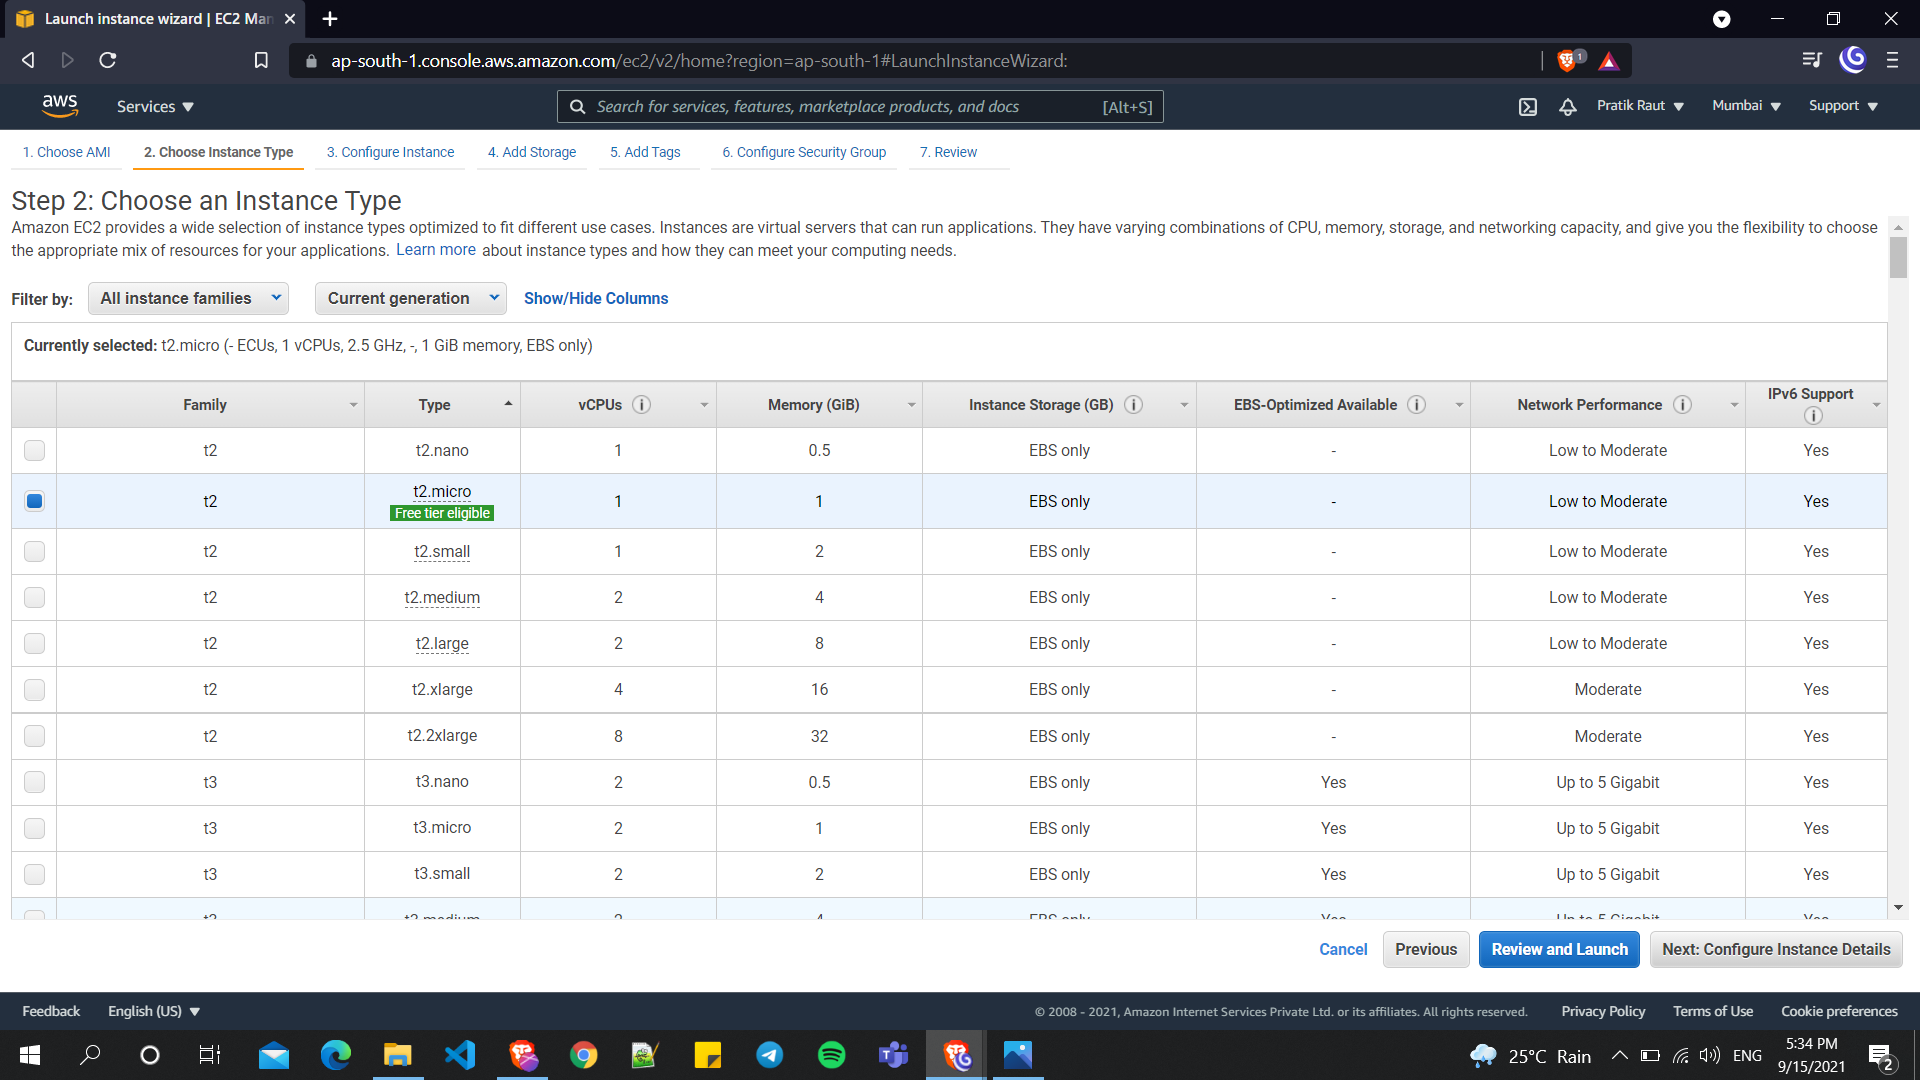 Launch instance wizard | EC2 Man
ap-south-1.console.aws.amazon.com/ec2/v2/home?region=ap-south-1#LaunchInstanceWizard:
1
aws
Services
Search for services, features, marketplace products, and docs
[Alt+S]
Pratik Raut
Mumbai
Support
1. Choose AMI
2. Choose Instance Type
3. Configure Instance
4. Add Storage
5. Add Tags
6. Configure Security Group
7. Review
Step 2: Choose an Instance Type
Amazon EC2 provides a wide selection of instance types optimized to fit different use cases. Instances are virtual servers that can run applications. They have varying combinations of CPU, memory, storage, and networking capacity, and give you the flexibility to choose
the appropriate mix of resources for your applications. Learn more about instance types and how they can meet your computing needs.
Filter by: All instance families Current generation Show/Hide Columns
Currently selected: t2.micro (- ECUs, 1 vCPUs, 2.5 GHz, -, 1 GiB memory, EBS only)
Family Type vCPUs Memory (GiB) Instance Storage (GB) EBS-Optimized Available Network Performance IPv6 Support
t2 t2.nano 1 0.5 EBS only - Low to Moderate Yes
t2 t2.micro 1 1 EBS only - Low to Moderate Yes
Free tier eligible
t2 t2.small 1 2 EBS only - Low to Moderate Yes
t2 t2.medium 2 4 EBS only - Low to Moderate Yes
t2 t2.large 2 8 EBS only - Low to Moderate Yes
t2 t2.xlarge 4 16 EBS only - Moderate Yes
t2 t2.2xlarge 8 32 EBS only - Moderate Yes
t3 t3.nano 2 0.5 EBS only Yes Up to 5 Gigabit Yes
t3 t3.micro 2 1 EBS only Yes Up to 5 Gigabit Yes
t3 t3.small 2 2 EBS only Yes Up to 5 Gigabit Yes
t3 t3.medium 2 4 EBS only Yes Up to 5 Gigabit Yes
Cancel Previous Review and Launch Next: Configure Instance Details
Feedback English (US) © 2008 - 2021, Amazon Internet Services Private Ltd. or its affiliates. All rights reserved. Privacy Policy Terms of Use Cookie preferences
25°C Rain ENG
5:34 PM
9/15/2021
2